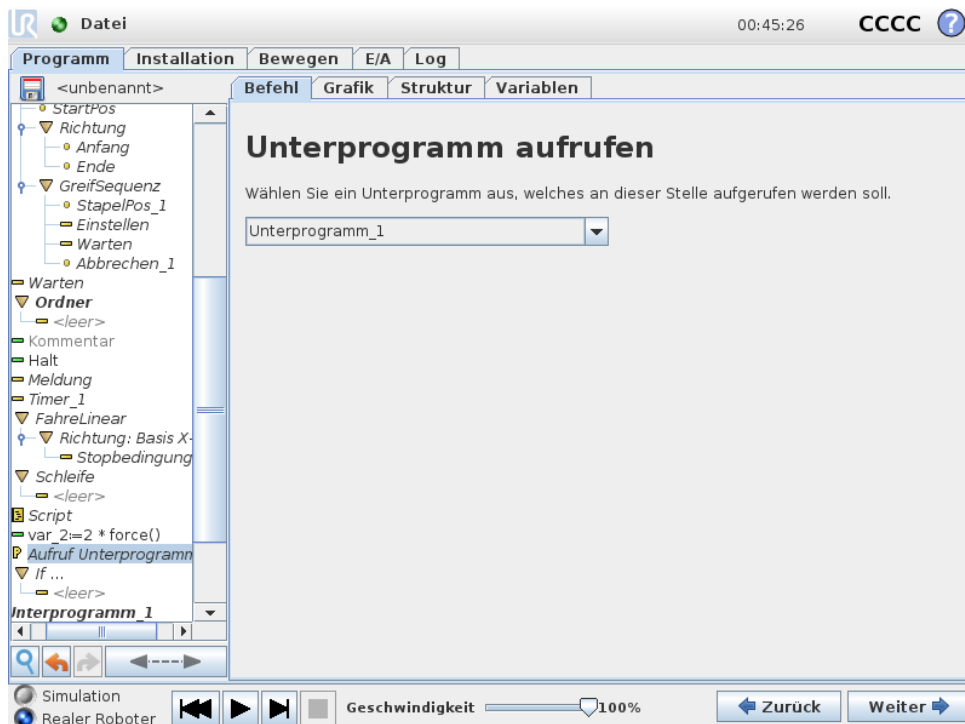 UR Datei 00:45:26 CCCC ?
Programm Installation Bewegen E/A Log
<unbenannt>
Befehl Grafik Struktur Variablen
StartPos
Richtung
Anfang
Ende
GreifSequenz
StapelPos_1
Einstellen
Warten
Abbrechen_1
Warten
Ordner
<leer>
Kommentar
Halt
Meldung
Timer_1
FahreLinear
Richtung: Basis X-
Stopbedingung
Schleife
<leer>
Script
var_2:=2 * force()
Aufruf Unterprogramm
If ...
<leer>
Interprogramm_1
Unterprogramm aufrufen
Wählen Sie ein Unterprogramm aus, welches an dieser Stelle aufgerufen werden soll.
Unterprogramm_1
Simulation
Realer Roboter
Geschwindigkeit 100%
Zurück Weiter